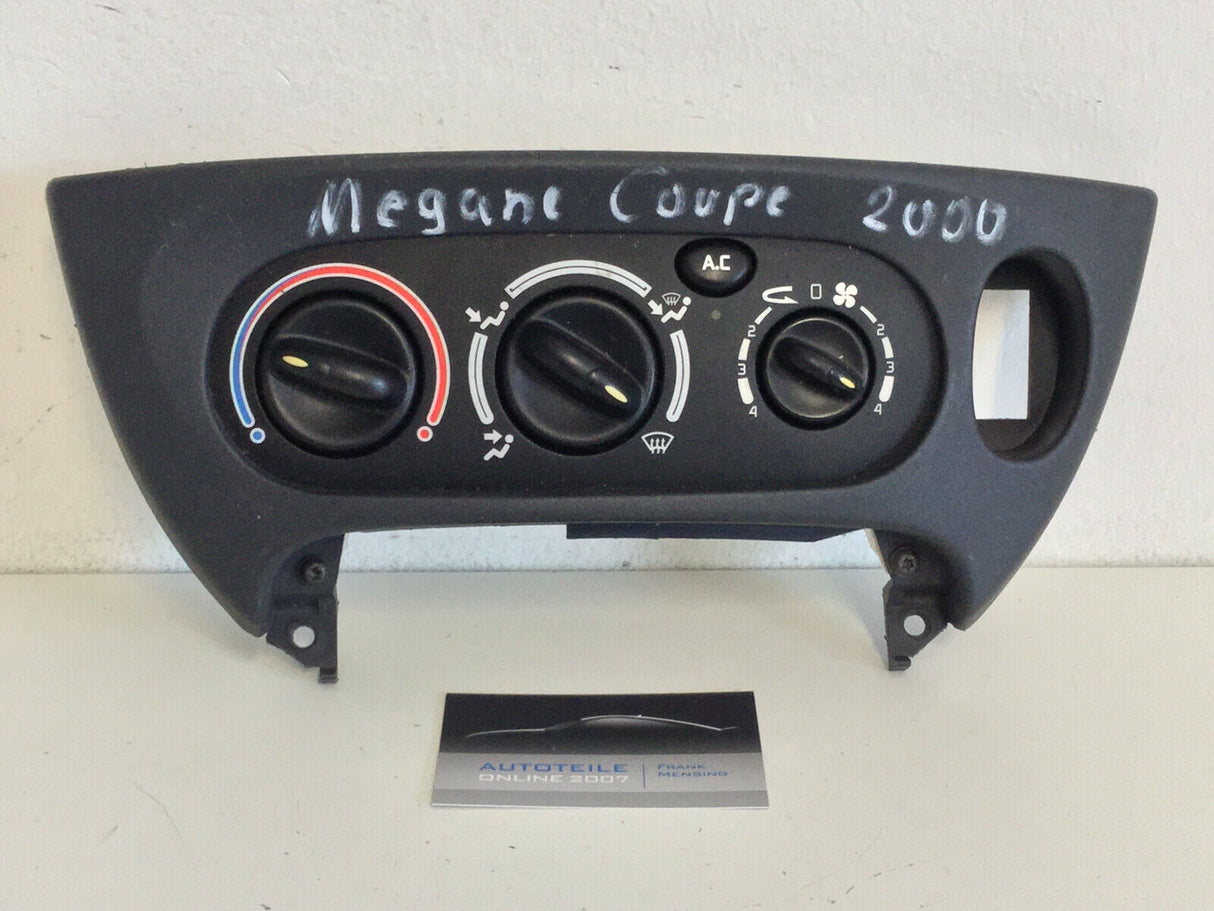 Megane Coupe 2000
A.C
0
2 2
3 3
4 4
AUTOTEILE
ONLINE 2007
FRANK
MENSING